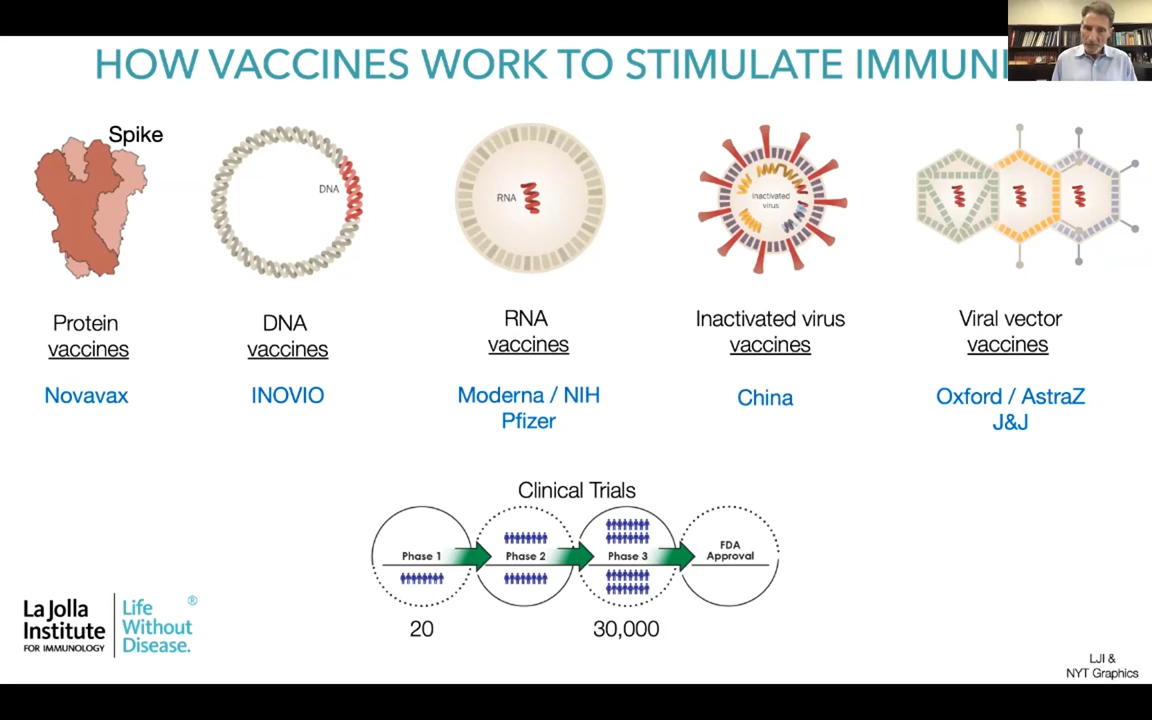 HOW VACCINES WORK TO STIMULATE IMMUNI
Spike
DNA
RNA
Inactivated
virus
Protein
vaccines
DNA
vaccines
RNA
vaccines
Inactivated virus
vaccines
Viral vector
vaccines
Novavax
INOVIO
Moderna / NIH
Pfizer
China
Oxford / AstraZ
J&J
Clinical Trials
Phase 1
Phase 2
Phase 3
FDA
Approval
20
30,000
La Jolla
Institute
FOR IMMUNOLOGY
Life
Without
Disease.
®
LJI &
NYT Graphics